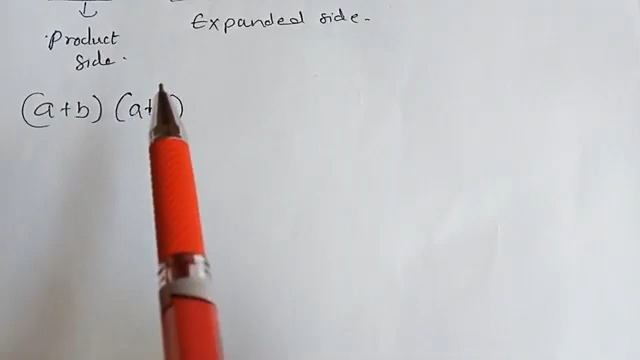 Expanded side.
Product
side.
(a+b) (a+ )